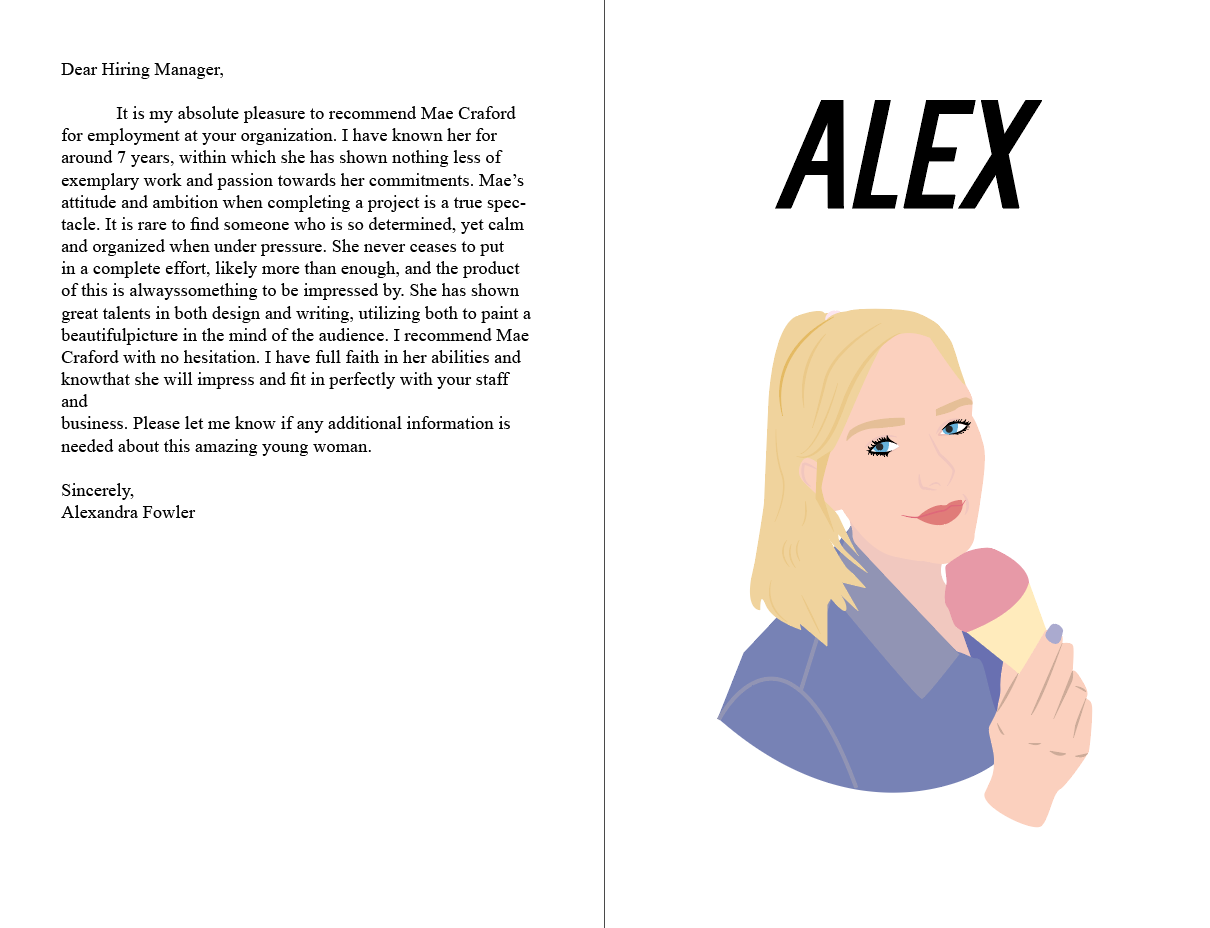 Dear Hiring Manager,
It is my absolute pleasure to recommend Mae Craford
for employment at your organization. I have known her for
around 7 years, within which she has shown nothing less of
exemplary work and passion towards her commitments. Mae’s
attitude and ambition when completing a project is a true spec-
tacle. It is rare to find someone who is so determined, yet calm
and organized when under pressure. She never ceases to put
in a complete effort, likely more than enough, and the product
of this is alwayssomething to be impressed by. She has shown
great talents in both design and writing, utilizing both to paint a
beautifulpicture in the mind of the audience. I recommend Mae
Craford with no hesitation. I have full faith in her abilities and
knowthat she will impress and fit in perfectly with your staff
and
business. Please let me know if any additional information is
needed about this amazing young woman.
Sincerely,
Alexandra Fowler
ALEX